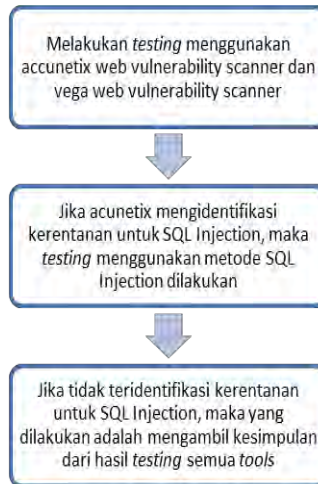 Melakukan testing menggunakan
accunetix web vulnerability scanner dan
vega web vulnerability scanner
Jika acunetix mengidentifikasi
kerentanan untuk SQL Injection, maka
testing menggunakan metode SQL
Injection dilakukan
Jika tidak teridentifikasi kerentanan
untuk SQL Injection, maka yang
dilakukan adalah mengambil kesimpulan
dari hasil testing semua tools